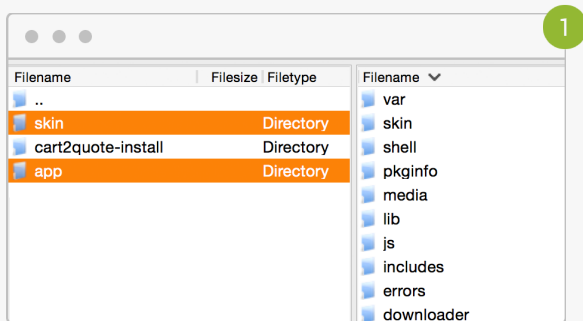 1
Filename Filesize Filetype
..
skin Directory
cart2quote-install Directory
app Directory
Filename
var
skin
shell
pkginfo
media
lib
js
includes
errors
downloader